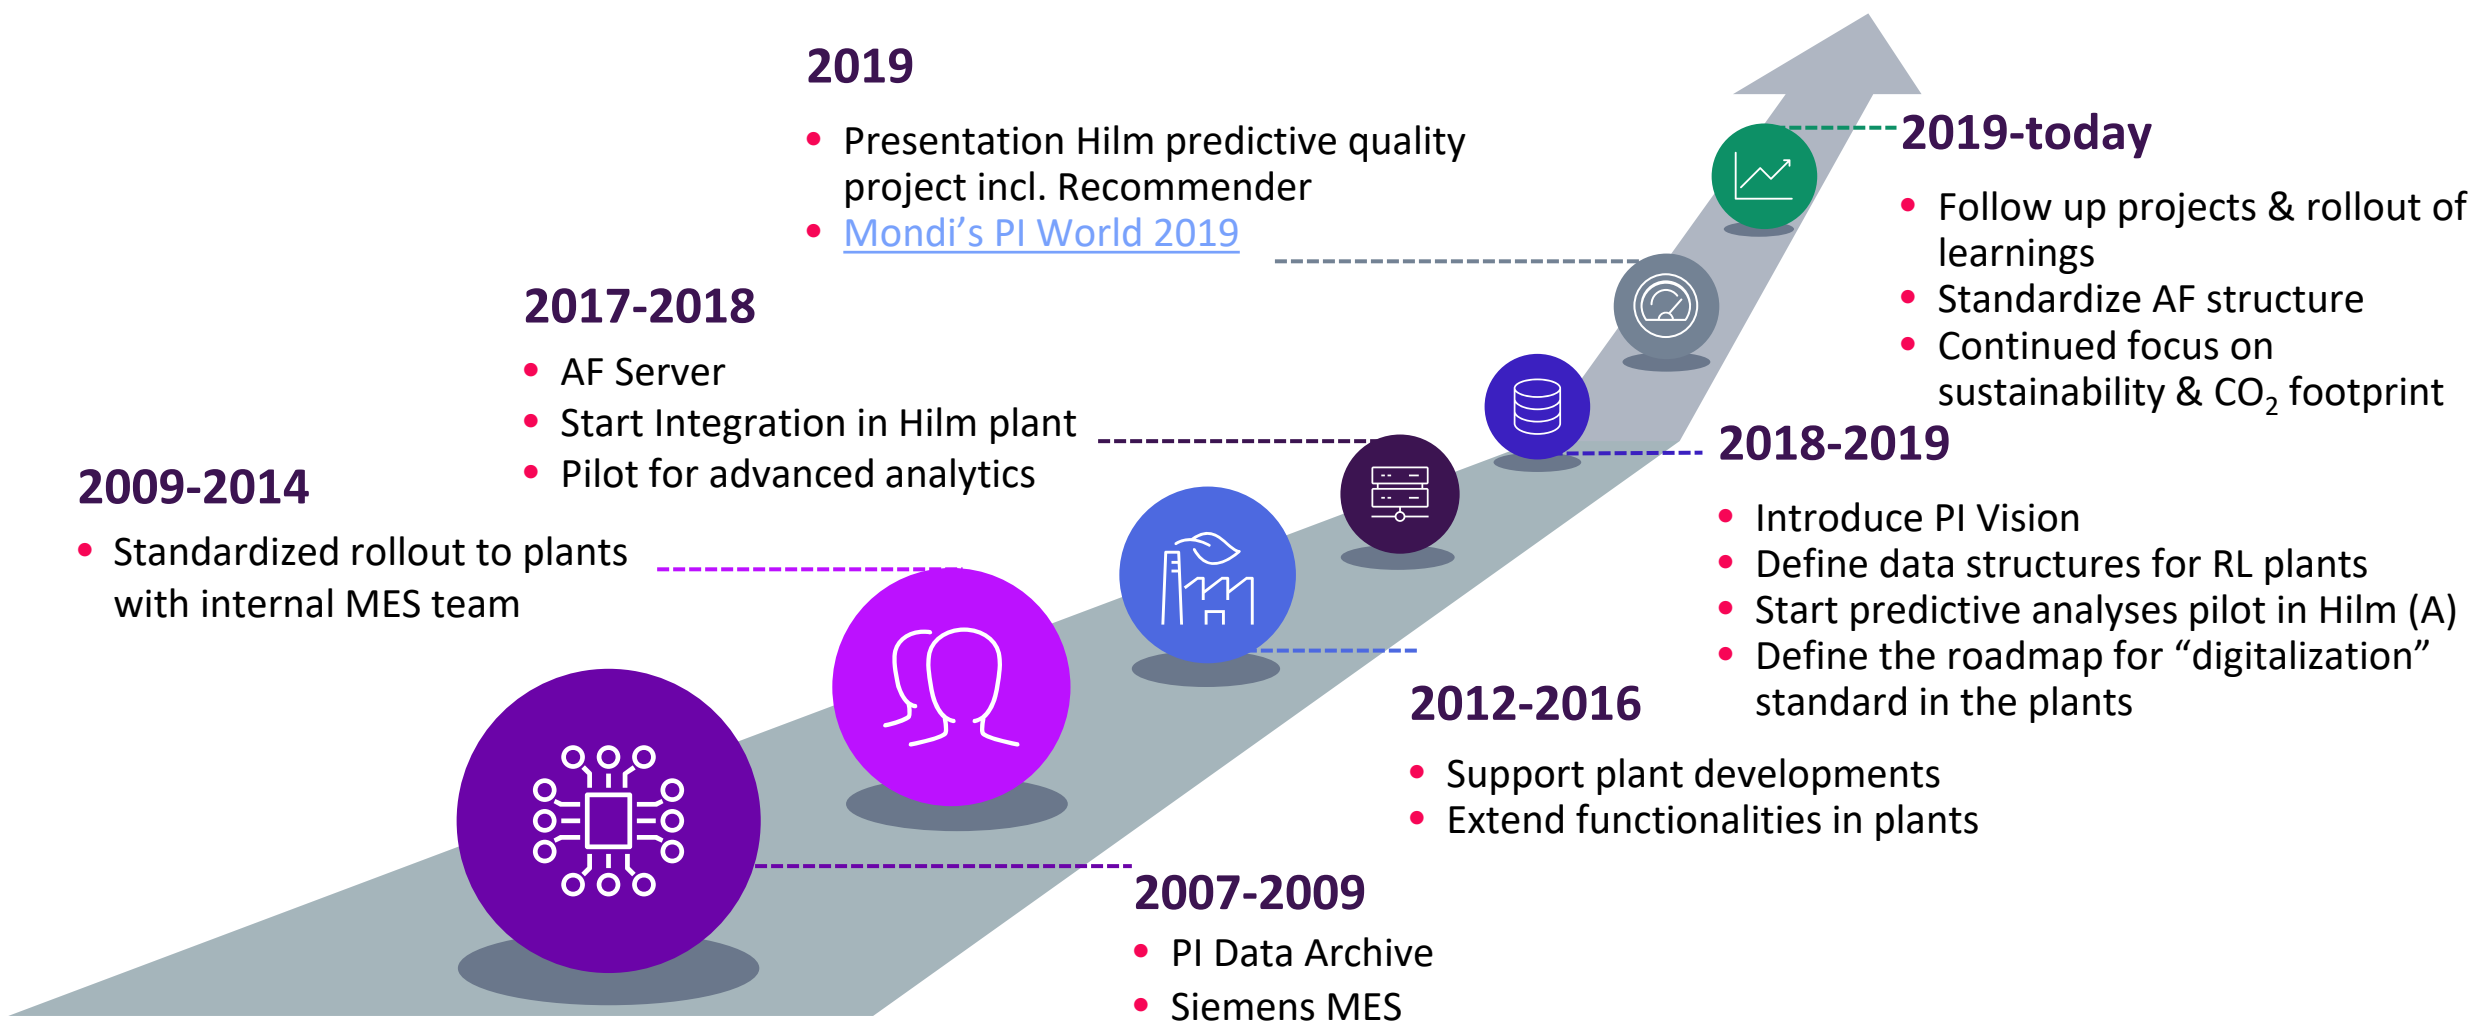 2019
• Presentation Hilm predictive quality
project incl. Recommender
• Mondi’s PI World 2019
2019-today
• Follow up projects & rollout of
learnings
• Standardize AF structure
• Continued focus on
sustainability & CO₂ footprint
2017-2018
• AF Server
• Start Integration in Hilm plant
• Pilot for advanced analytics
2018-2019
• Introduce PI Vision
• Define data structures for RL plants
• Start predictive analyses pilot in Hilm (A)
• Define the roadmap for “digitalization”
standard in the plants
2009-2014
• Standardized rollout to plants
with internal MES team
2012-2016
• Support plant developments
• Extend functionalities in plants
2007-2009
• PI Data Archive
• Siemens MES